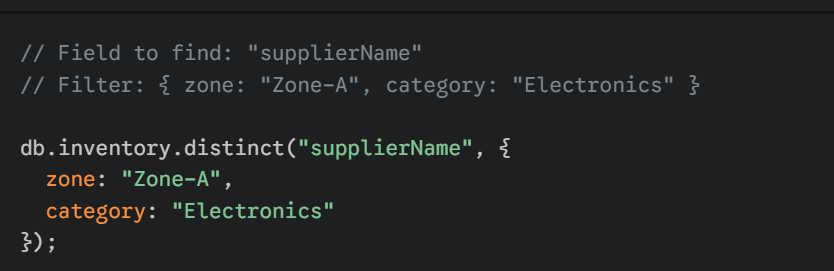 // Field to find: "supplierName"
// Filter: { zone: "Zone-A", category: "Electronics" }
db.inventory.distinct("supplierName", {
  zone: "Zone-A",
  category: "Electronics"
});